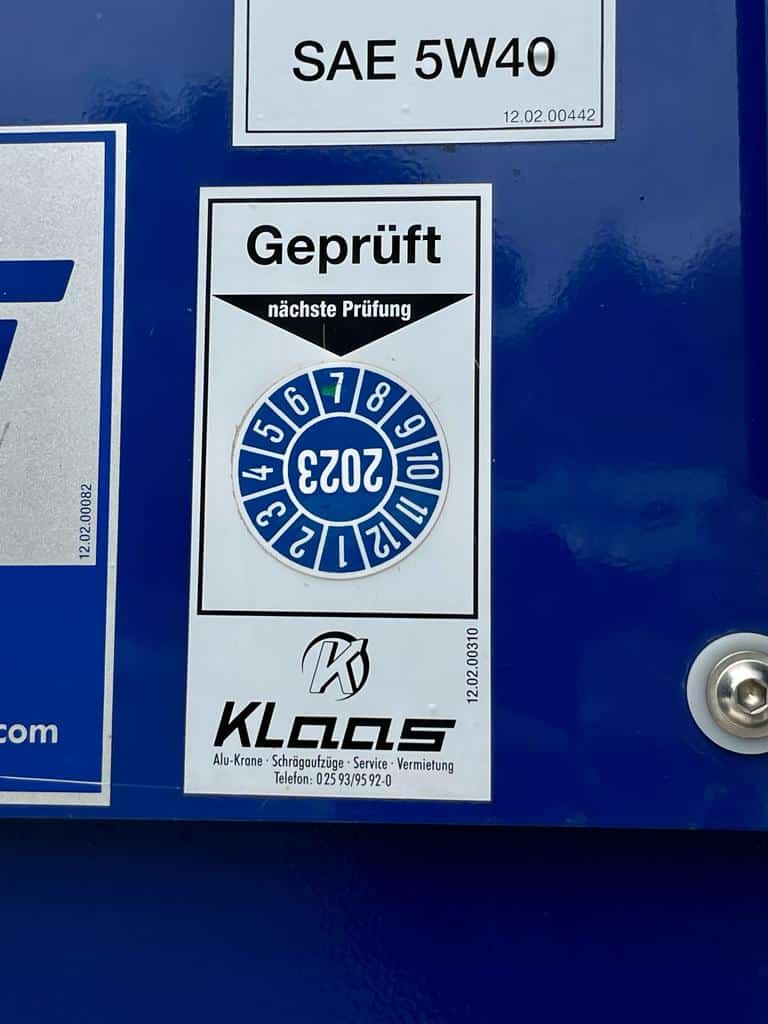 SAE 5W40
12.02.00442
Geprüft
nächste Prüfung
1 2 3 4 5 6 7 8 9 10 11 12
2023
12.02.00310
K
Klaas
Alu-Krane · Schrägaufzüge · Service · Vermietung
Telefon: 0 25 93/95 92-0
12.02.00082
.com